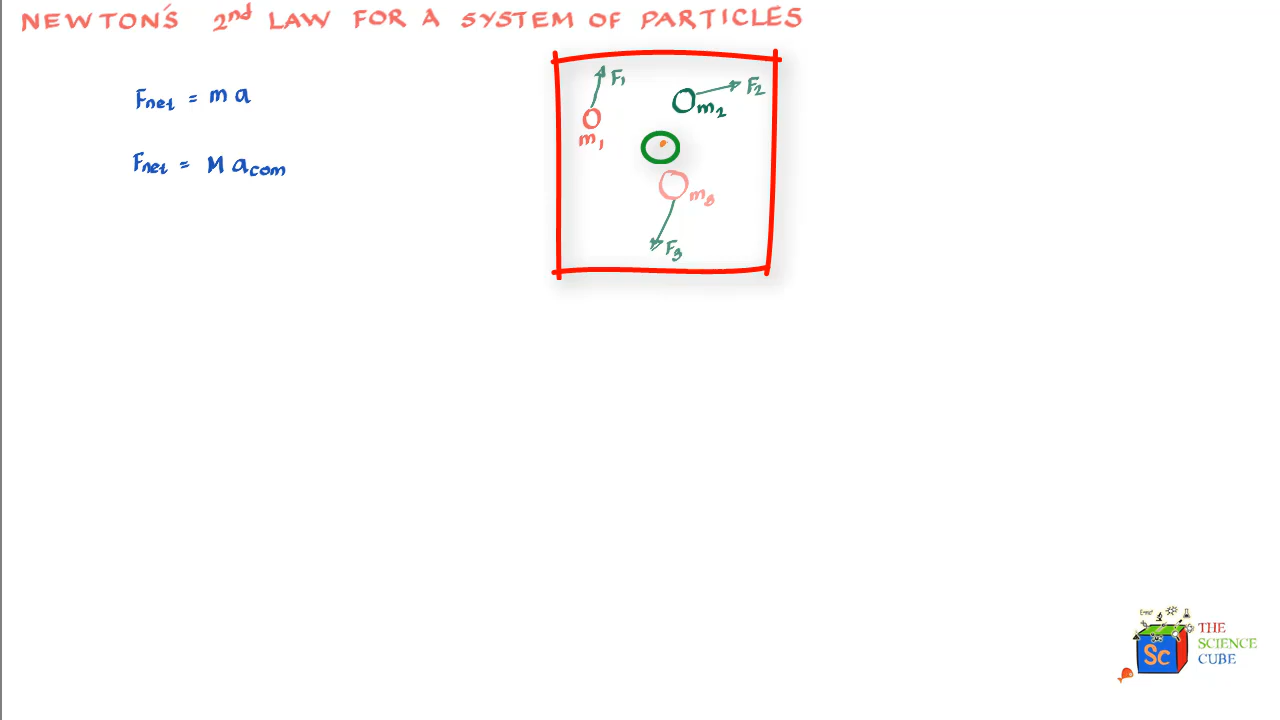 NEWTON'S 2nd LAW FOR A SYSTEM OF PARTICLES
Fnet = m a
Fnet = M acom
F1
F2
m2
m1
m3
F3
E=mc²
Sc
THE
SCIENCE
CUBE